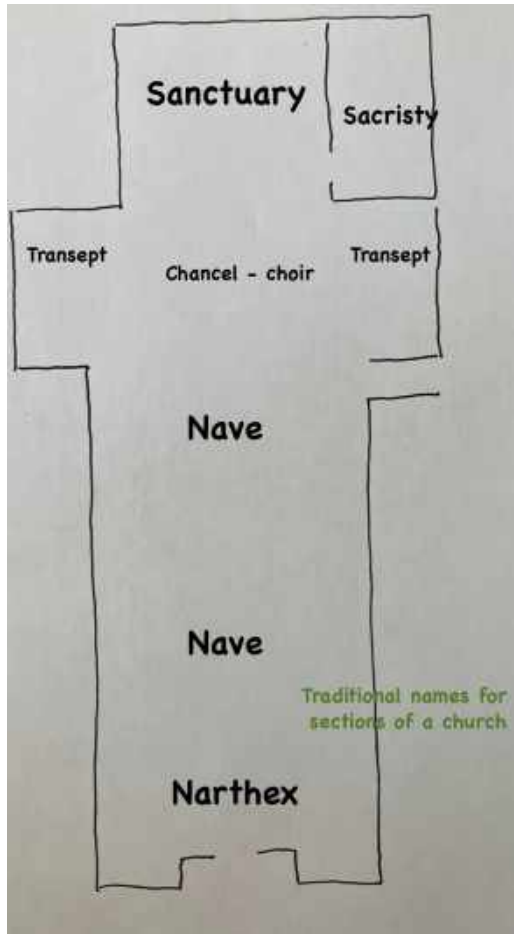 Sanctuary
Sacristy
Transept
Transept
Chancel - choir
Nave
Nave
Traditional names for
sections of a church
Narthex